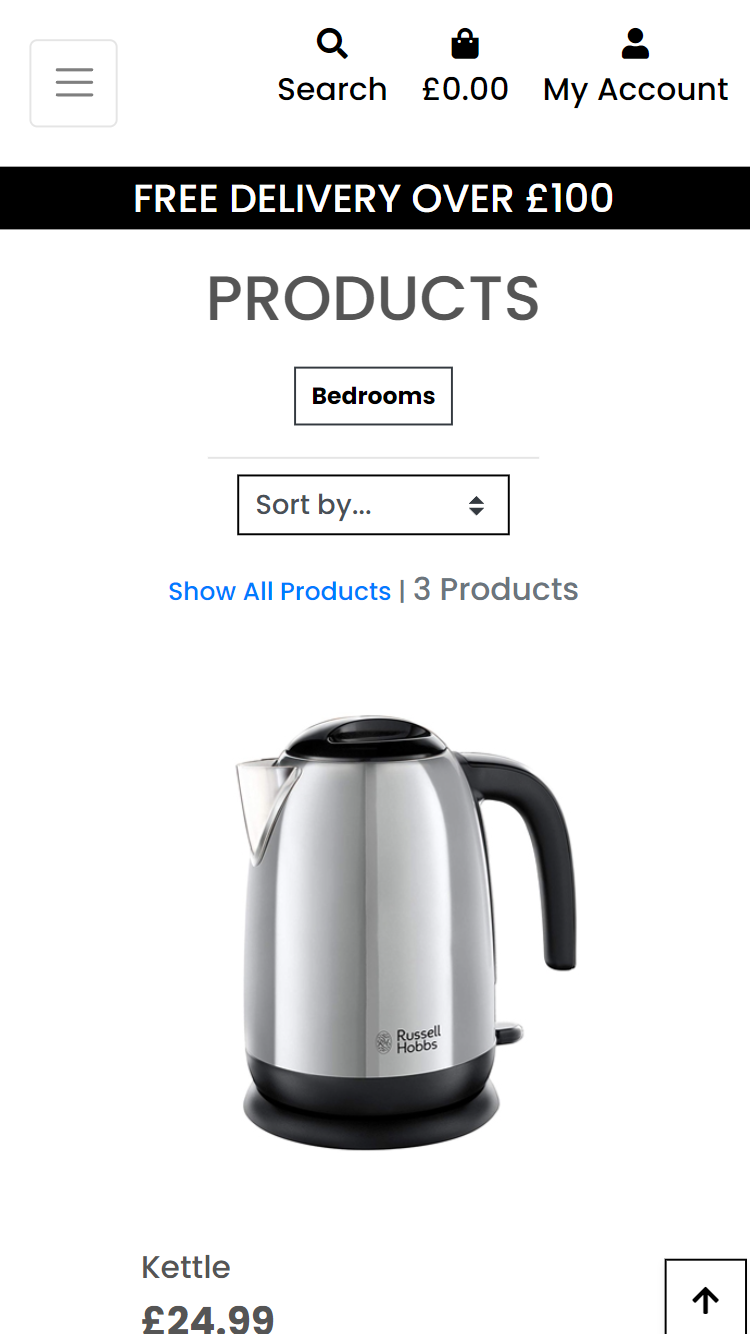 Search £0.00 My Account
FREE DELIVERY OVER £100
PRODUCTS
Bedrooms
Sort by...
Show All Products | 3 Products
Russell
Hobbs
Kettle
£24.99